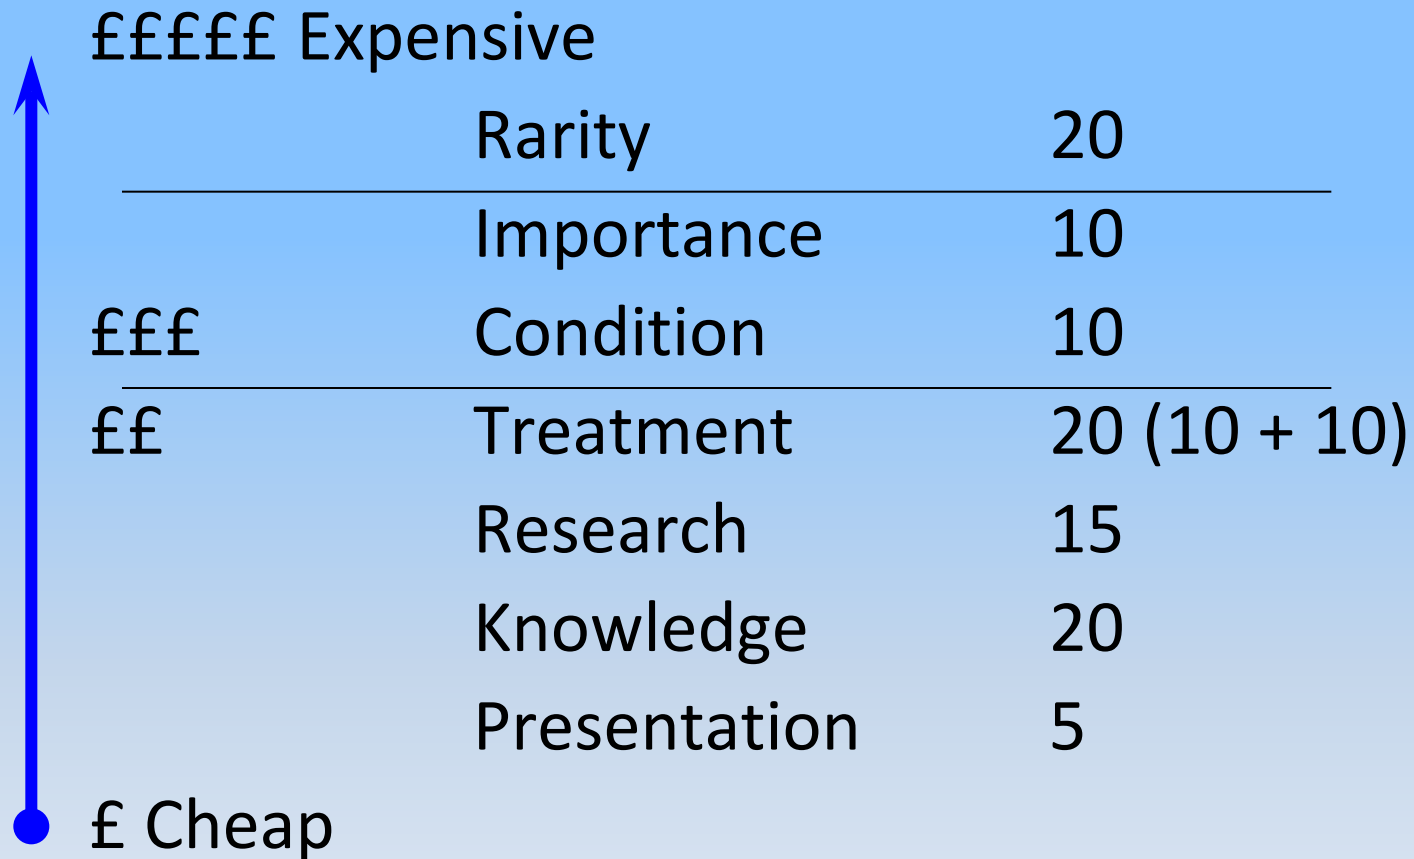 £££££ Expensive
Rarity 20
Importance 10
£££ Condition 10
££ Treatment 20 (10 + 10)
Research 15
Knowledge 20
Presentation 5
£ Cheap